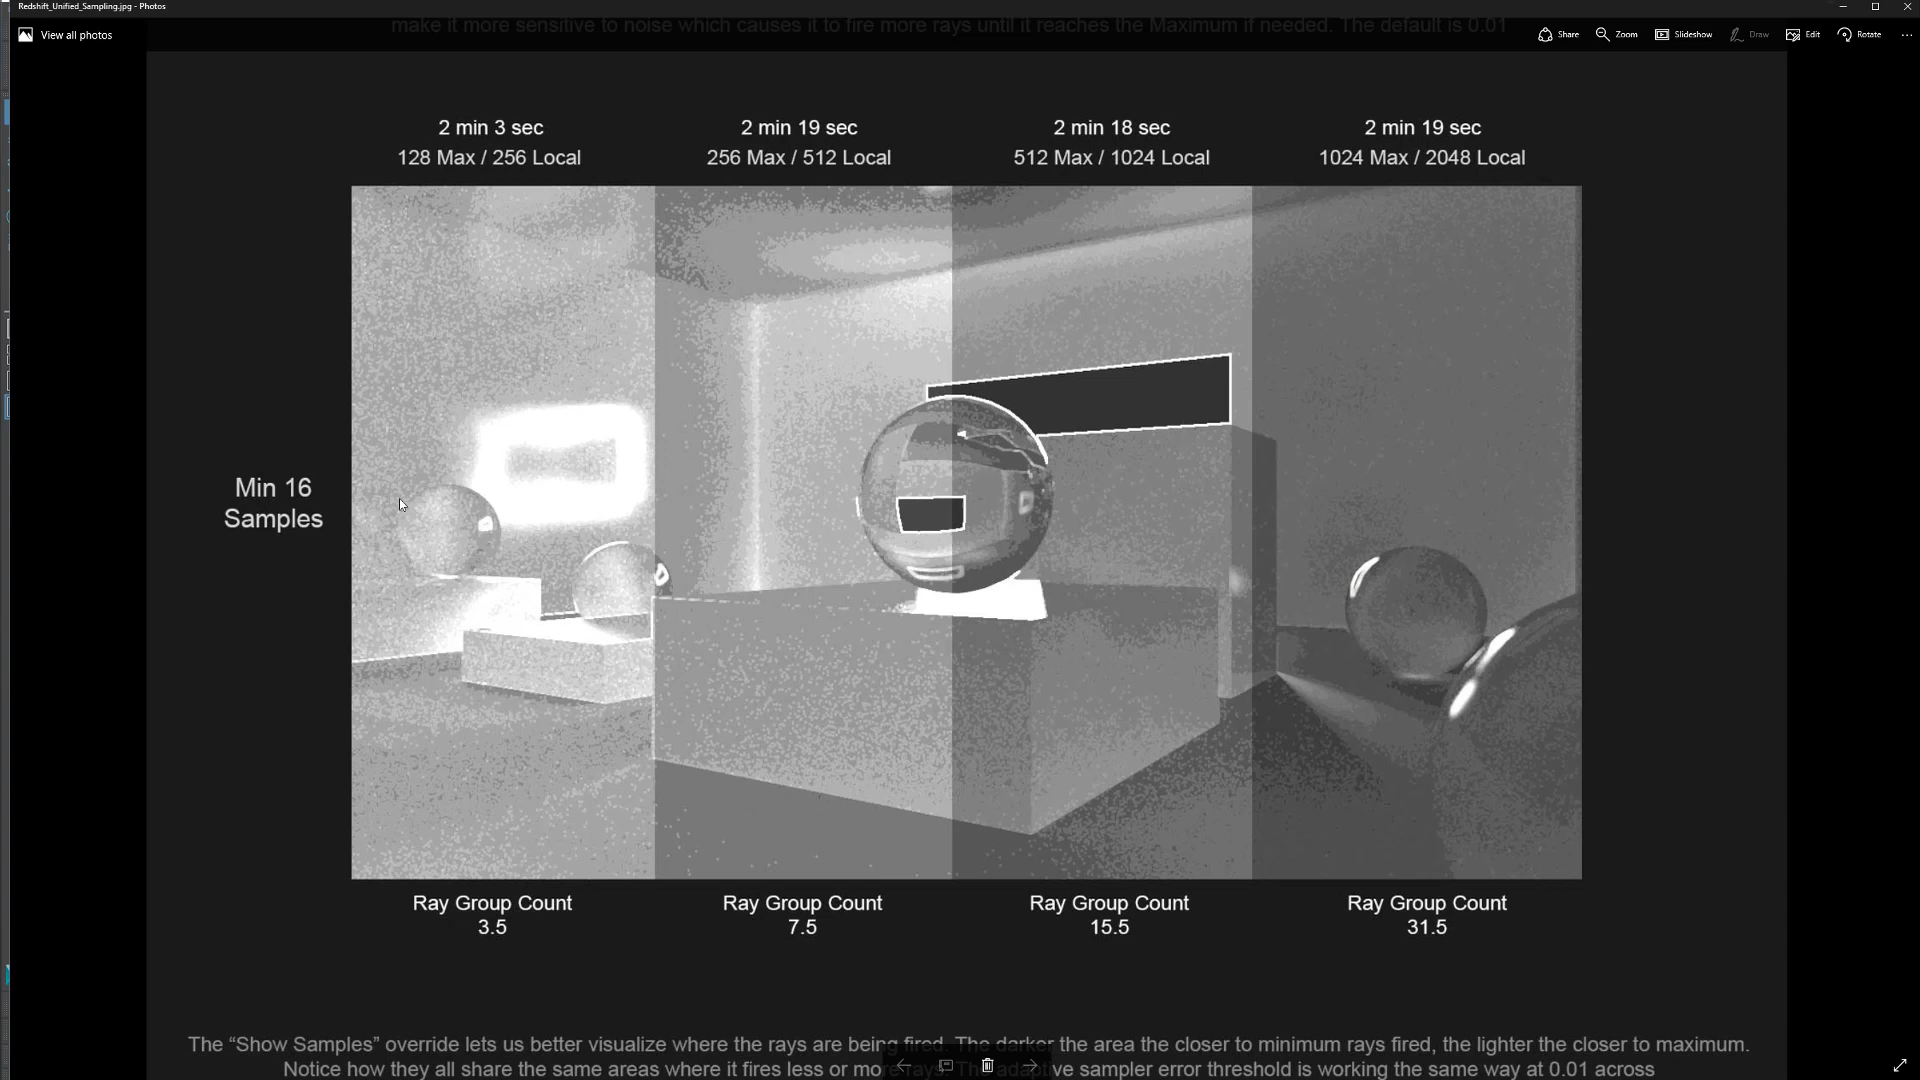 Redshift_Unified_Sampling.jpg - Photos
make it more sensitive to noise which causes it to fire more rays until it reaches the Maximum if needed. The default is 0.01
View all photos
Share
Zoom
Slideshow
Draw
Edit
Rotate
2 min 3 sec
128 Max / 256 Local
2 min 19 sec
256 Max / 512 Local
2 min 18 sec
512 Max / 1024 Local
2 min 19 sec
1024 Max / 2048 Local
Min 16
Samples
Ray Group Count
3.5
Ray Group Count
7.5
Ray Group Count
15.5
Ray Group Count
31.5
The “Show Samples” override lets us better visualize where the rays are being fired. The darker the area the closer to minimum rays fired, the lighter the closer to maximum.
Notice how they all share the same areas where it fires less or more rays. The adaptive sampler error threshold is working the same way at 0.01 across